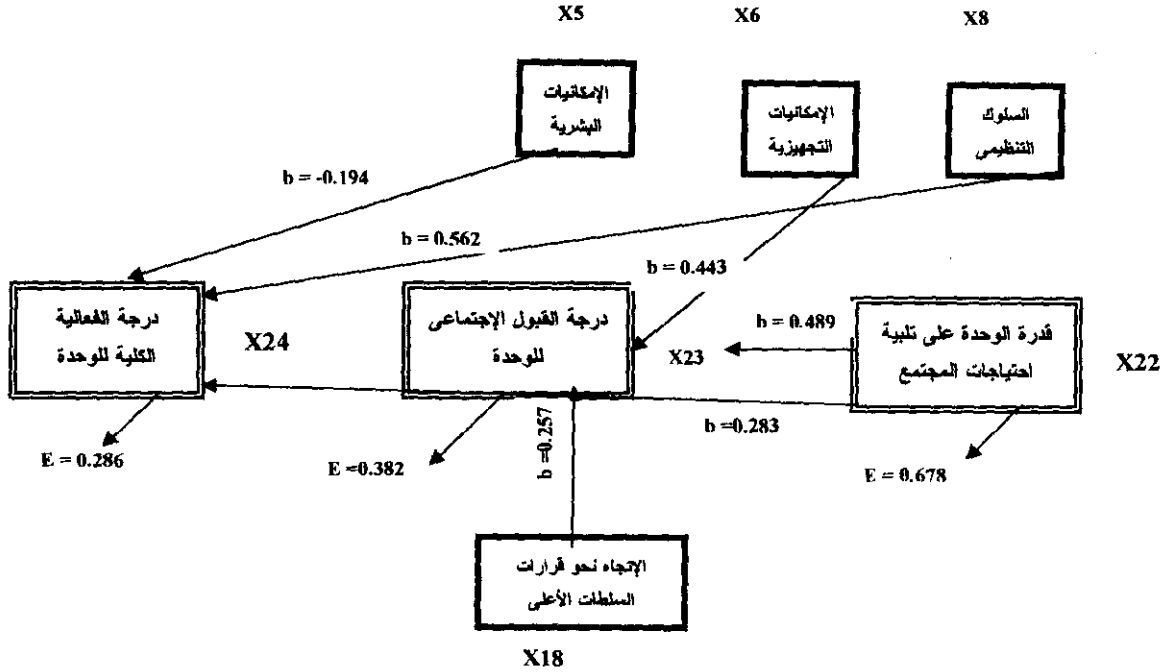 X5
X6
X8
الإمكانيات
البشرية
الإمكانيات
التجهيزية
السلوك
التنظيمى
b = -0.194
b = 0.562
b = 0.443
درجة الفعالية
الكلية للوحدة
X24
درجة القبول الإجتماعى
للوحدة
X23
b = 0.489
قدرة الوحدة على تلبية
احتياجات المجتمع
X22
b =0.283
b =0.257
E = 0.286
E =0.382
E = 0.678
الإتجاه نحو قرارات
السلطات الأعلى
X18